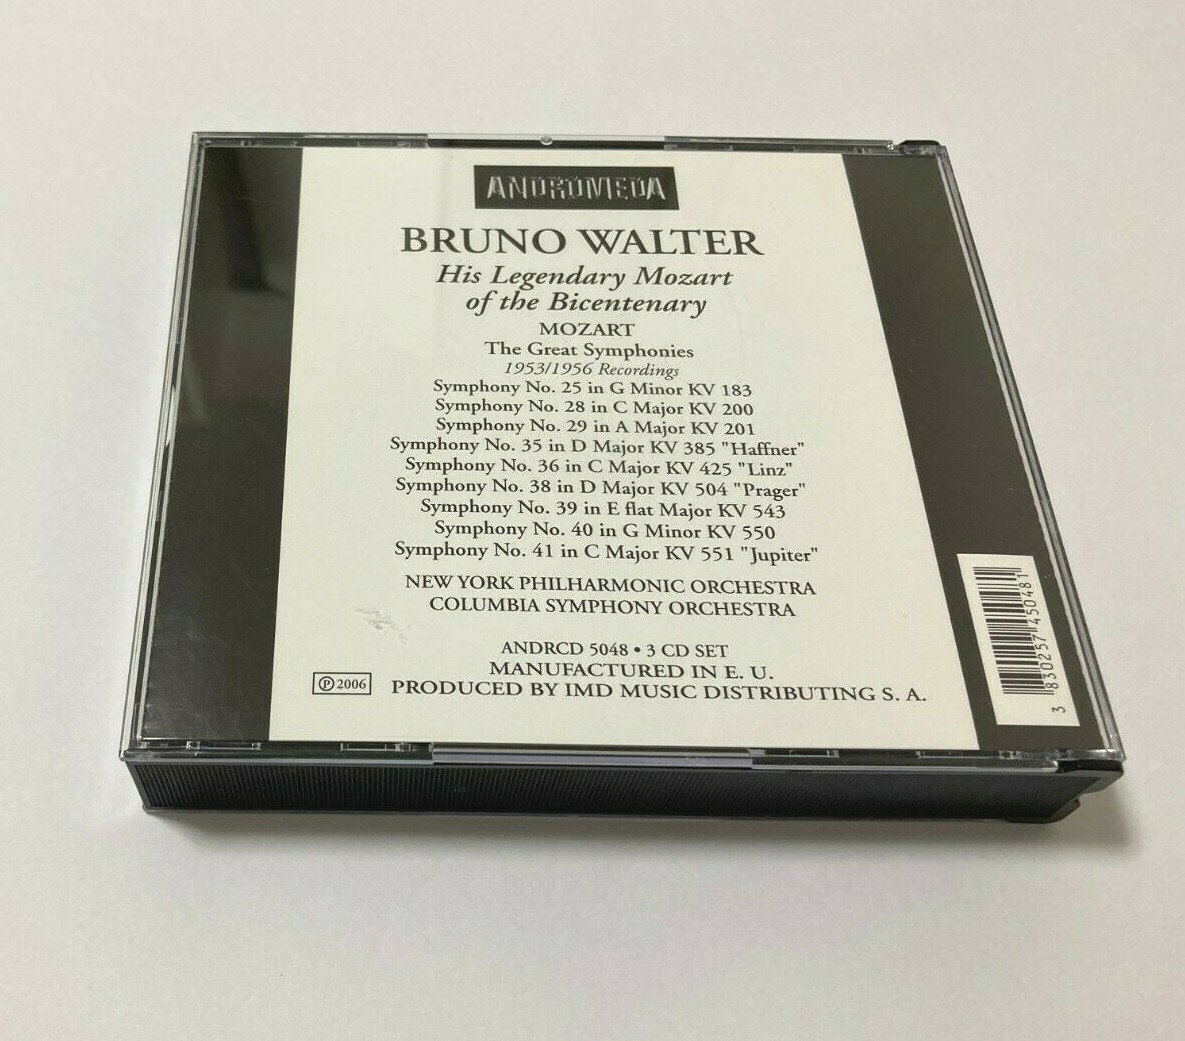 ANDROMEDA
BRUNO WALTER
His Legendary Mozart
of the Bicentenary
MOZART
The Great Symphonies
1953/1956 Recordings
Symphony No. 25 in G Minor KV 183
Symphony No. 28 in C Major KV 200
Symphony No. 29 in A Major KV 201
Symphony No. 35 in D Major KV 385 "Haffner"
Symphony No. 36 in C Major KV 425 "Linz"
Symphony No. 38 in D Major KV 504 "Prager"
Symphony No. 39 in E flat Major KV 543
Symphony No. 40 in G Minor KV 550
Symphony No. 41 in C Major KV 551 "Jupiter"
NEW YORK PHILHARMONIC ORCHESTRA
COLUMBIA SYMPHONY ORCHESTRA
ANDRCD 5048 • 3 CD SET
MANUFACTURED IN E. U.
℗ 2006 PRODUCED BY IMD MUSIC DISTRIBUTING S. A.
3 830257 450481